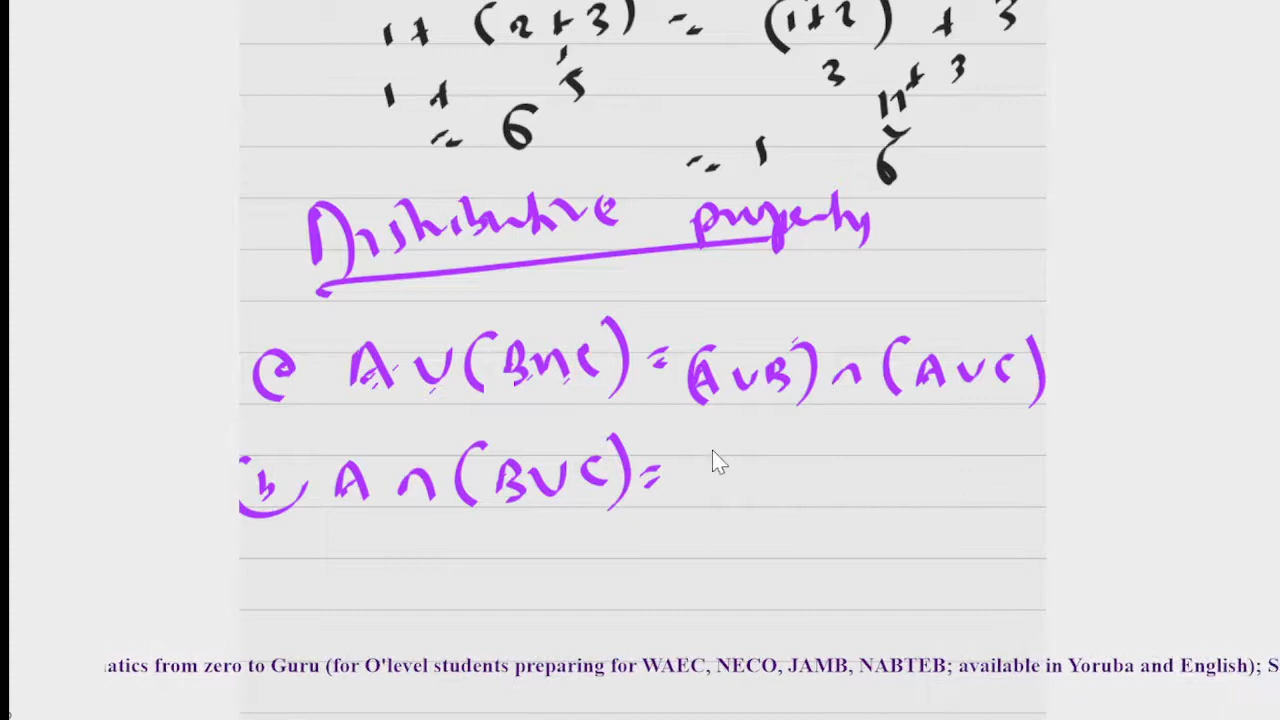 1+ (2+3) = (1+2) + 3
1 + 5 3 + 3
= 6 = 6
Distributive property
(a) A ∪ (B∩C) = (A∪B) ∩ (A∪C)
(b) A ∩ (B∪C) =
atics from zero to Guru (for O'level students preparing for WAEC, NECO, JAMB, NABTEB; available in Yoruba and English); S